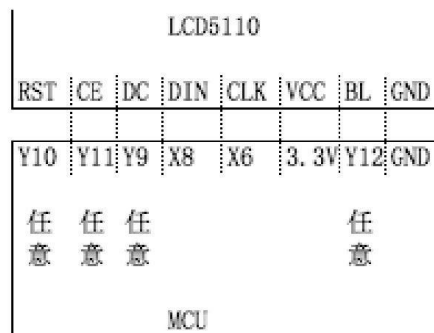 LCD5110
RST CE DC DIN CLK VCC BL GND
Y10 Y11 Y9 X8 X6 3.3V Y12 GND
任意 任意 任意 任意
MCU